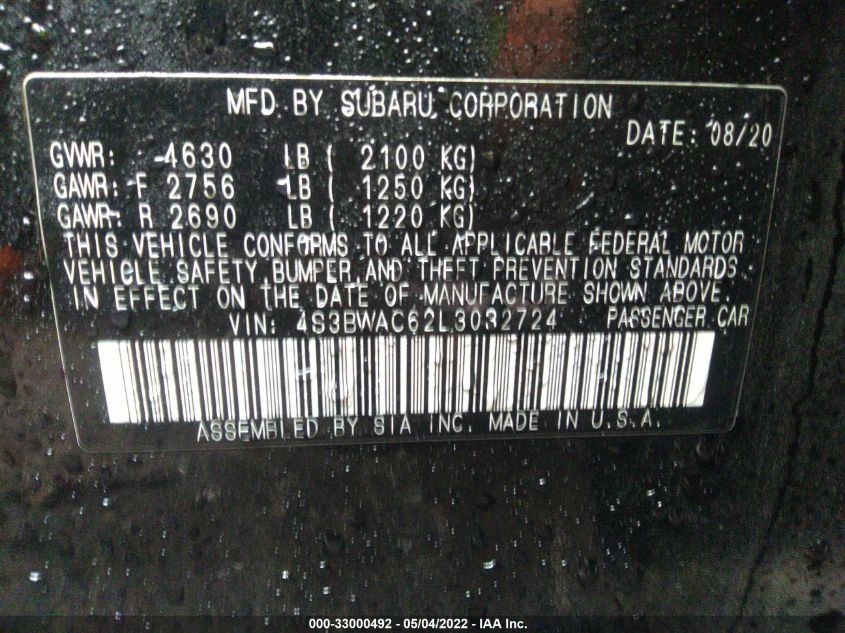 MFD BY SUBARU CORPORATION
DATE: 08/20
GVWR: 4630 LB ( 2100 KG)
GAWR: F 2756 LB ( 1250 KG)
GAWR: R 2690 LB ( 1220 KG)
THIS VEHICLE CONFORMS TO ALL APPLICABLE FEDERAL MOTOR
VEHICLE SAFETY, BUMPER, AND THEFT PREVENTION STANDARDS
IN EFFECT ON THE DATE OF MANUFACTURE SHOWN ABOVE.
VIN: 4S3BWAC62L3032724 PASSENGER CAR
ASSEMBLED BY SIA INC. MADE IN U.S.A.
000-33000492 - 05/04/2022 - IAA Inc.